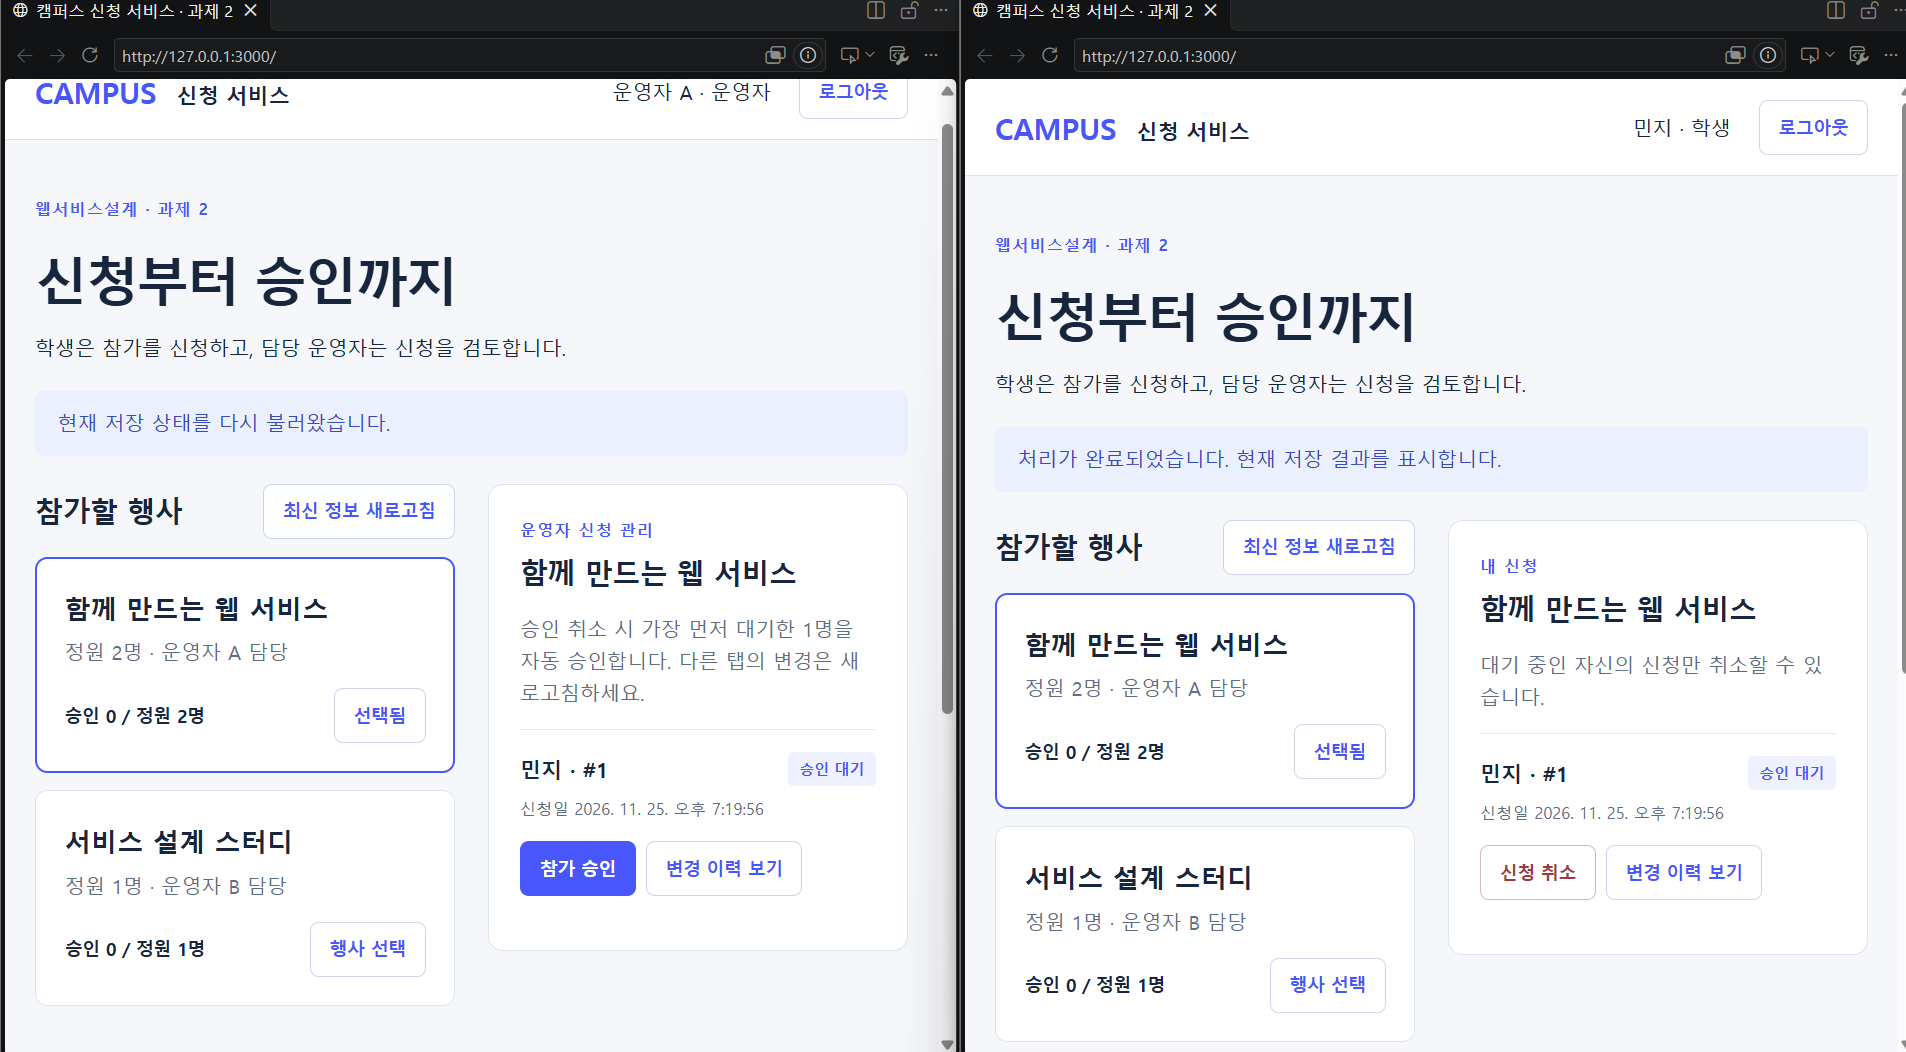 캠퍼스 신청 서비스 · 과제 2
http://127.0.0.1:3000/
CAMPUS 신청 서비스
운영자 A · 운영자
로그아웃
웹서비스설계 · 과제 2
신청부터 승인까지
학생은 참가를 신청하고, 담당 운영자는 신청을 검토합니다.
현재 저장 상태를 다시 불러왔습니다.
참가할 행사
최신 정보 새로고침
함께 만드는 웹 서비스
정원 2명 · 운영자 A 담당
승인 0 / 정원 2명
선택됨
서비스 설계 스터디
정원 1명 · 운영자 B 담당
승인 0 / 정원 1명
행사 선택
운영자 신청 관리
함께 만드는 웹 서비스
승인 취소 시 가장 먼저 대기한 1명을
자동 승인합니다. 다른 탭의 변경은 새
로고침하세요.
민지 · #1
승인 대기
신청일 2026. 11. 25. 오후 7:19:56
참가 승인
변경 이력 보기
캠퍼스 신청 서비스 · 과제 2
http://127.0.0.1:3000/
CAMPUS 신청 서비스
민지 · 학생
로그아웃
웹서비스설계 · 과제 2
신청부터 승인까지
학생은 참가를 신청하고, 담당 운영자는 신청을 검토합니다.
처리가 완료되었습니다. 현재 저장 결과를 표시합니다.
참가할 행사
최신 정보 새로고침
함께 만드는 웹 서비스
정원 2명 · 운영자 A 담당
승인 0 / 정원 2명
선택됨
서비스 설계 스터디
정원 1명 · 운영자 B 담당
승인 0 / 정원 1명
행사 선택
내 신청
함께 만드는 웹 서비스
대기 중인 자신의 신청만 취소할 수 있
습니다.
민지 · #1
승인 대기
신청일 2026. 11. 25. 오후 7:19:56
신청 취소
변경 이력 보기